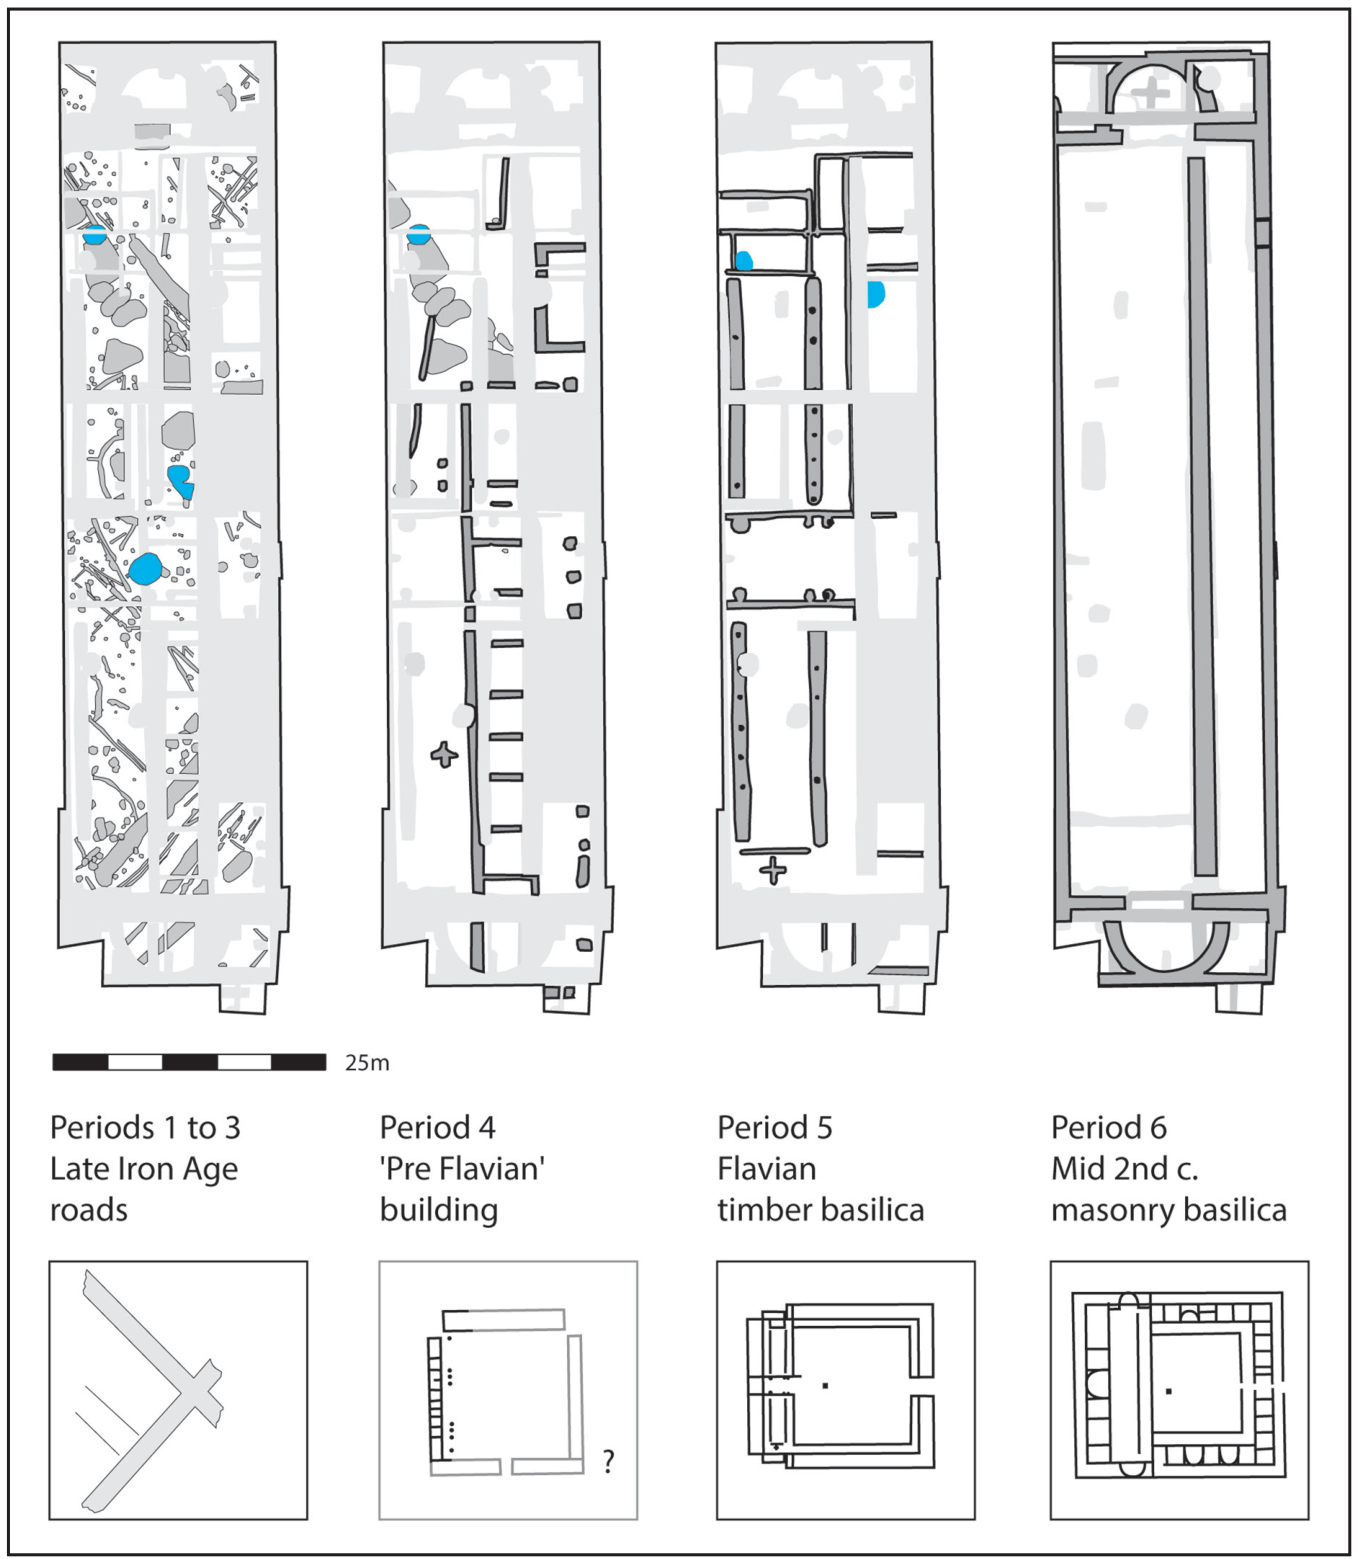 25m
Periods 1 to 3
Late Iron Age
roads
Period 4
'Pre Flavian'
building
Period 5
Flavian
timber basilica
Period 6
Mid 2nd c.
masonry basilica
?